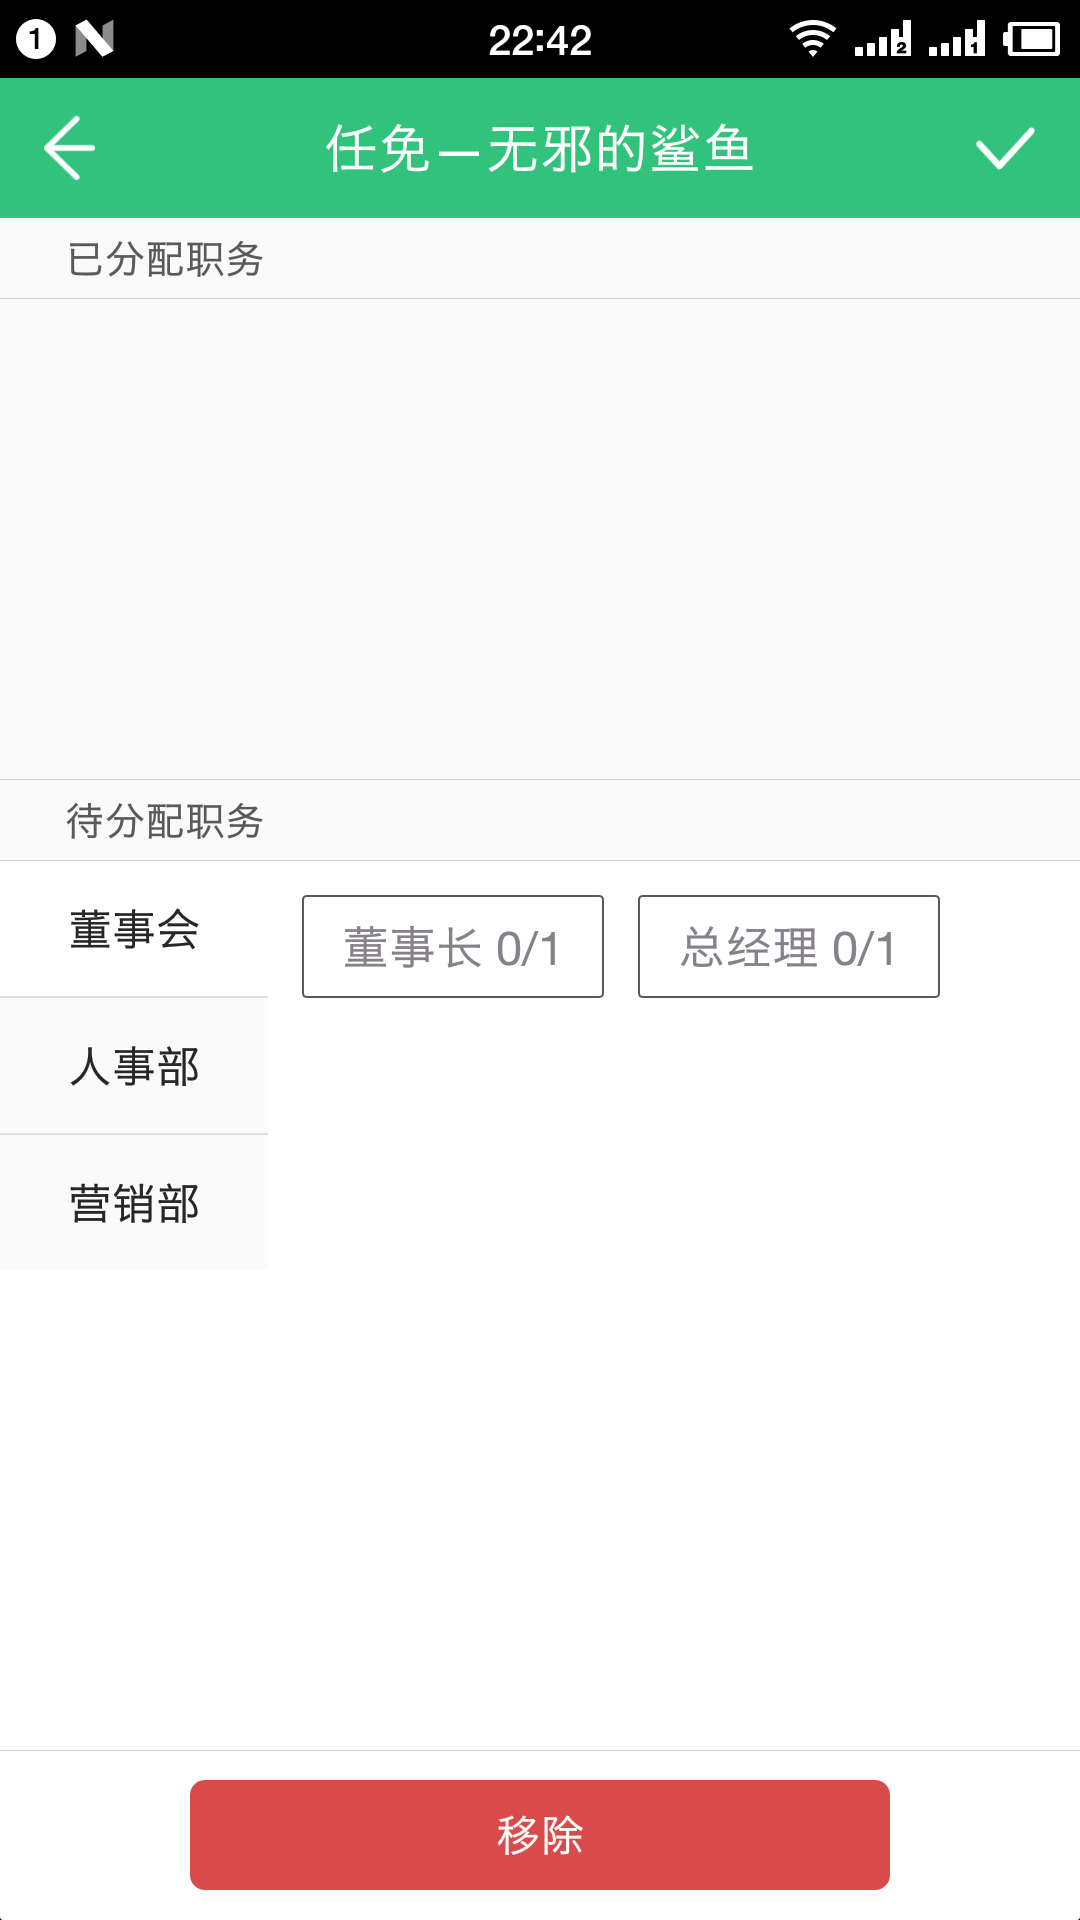 1 22:42 2 1
任免—无邪的鲨鱼
已分配职务
待分配职务
董事会
董事长 0/1 总经理 0/1
人事部
营销部
移除